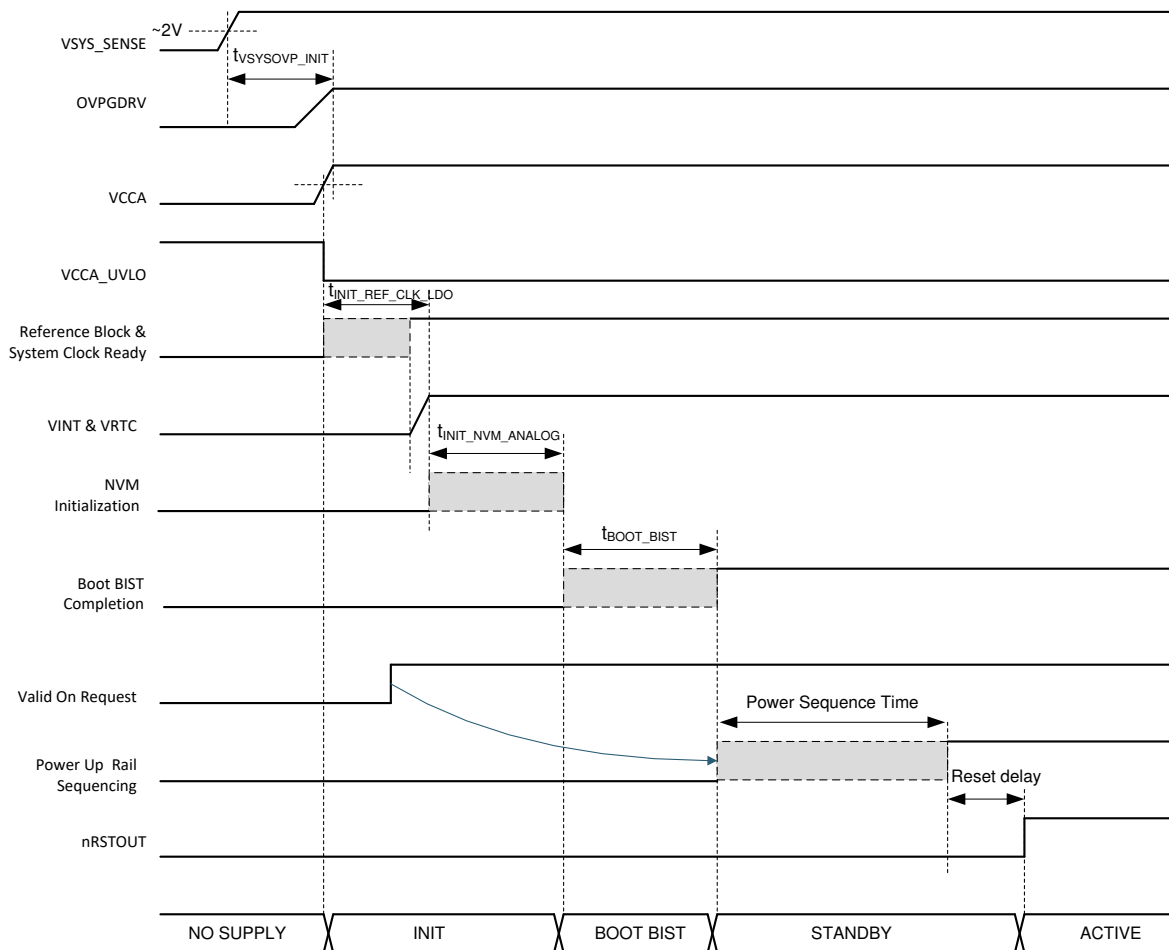 ~2V
VSYS_SENSE
tVSYSOVP_INIT
OVPGDRV
VCCA
VCCA_UVLO
tINIT_REF_CLK_LDO
Reference Block &
System Clock Ready
VINT & VRTC
tINIT_NVM_ANALOG
NVM
Initialization
tBOOT_BIST
Boot BIST
Completion
Valid On Request
Power Sequence Time
Power Up Rail
Sequencing
Reset delay
nRSTOUT
NO SUPPLY
INIT
BOOT BIST
STANDBY
ACTIVE